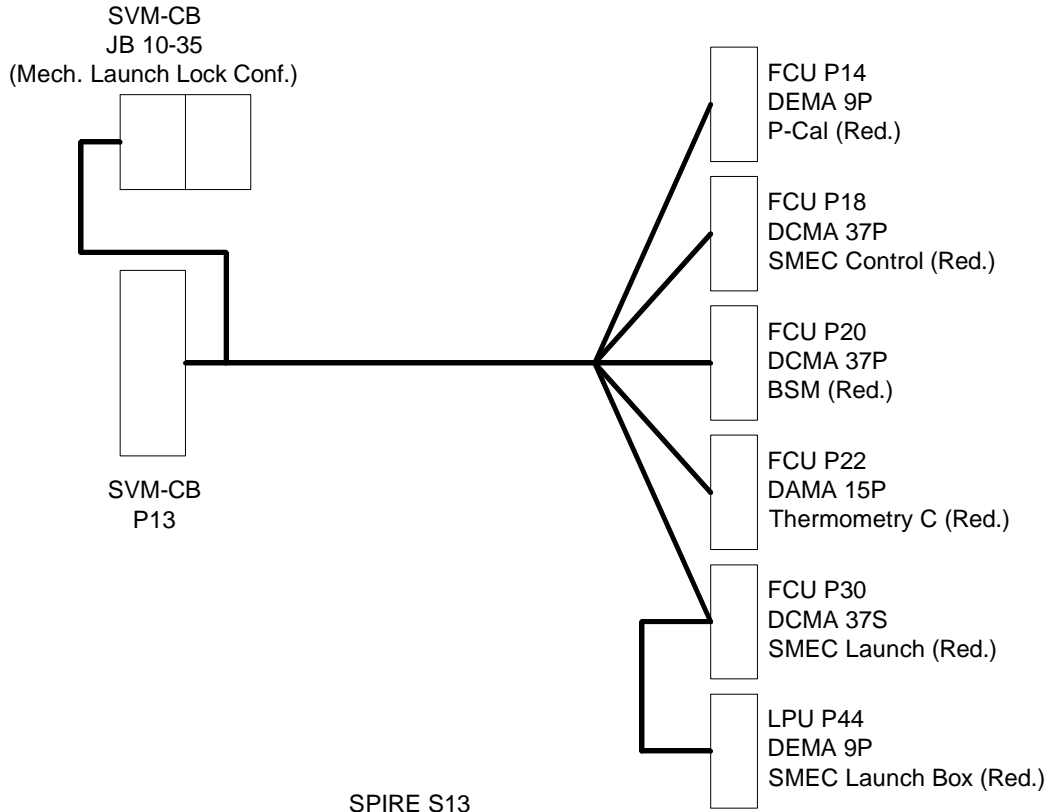 SVM-CB
JB 10-35
(Mech. Launch Lock Conf.)
SVM-CB
P13
FCU P14
DEMA 9P
P-Cal (Red.)
FCU P18
DCMA 37P
SMEC Control (Red.)
FCU P20
DCMA 37P
BSM (Red.)
FCU P22
DAMA 15P
Thermometry C (Red.)
FCU P30
DCMA 37S
SMEC Launch (Red.)
LPU P44
DEMA 9P
SMEC Launch Box (Red.)
SPIRE S13